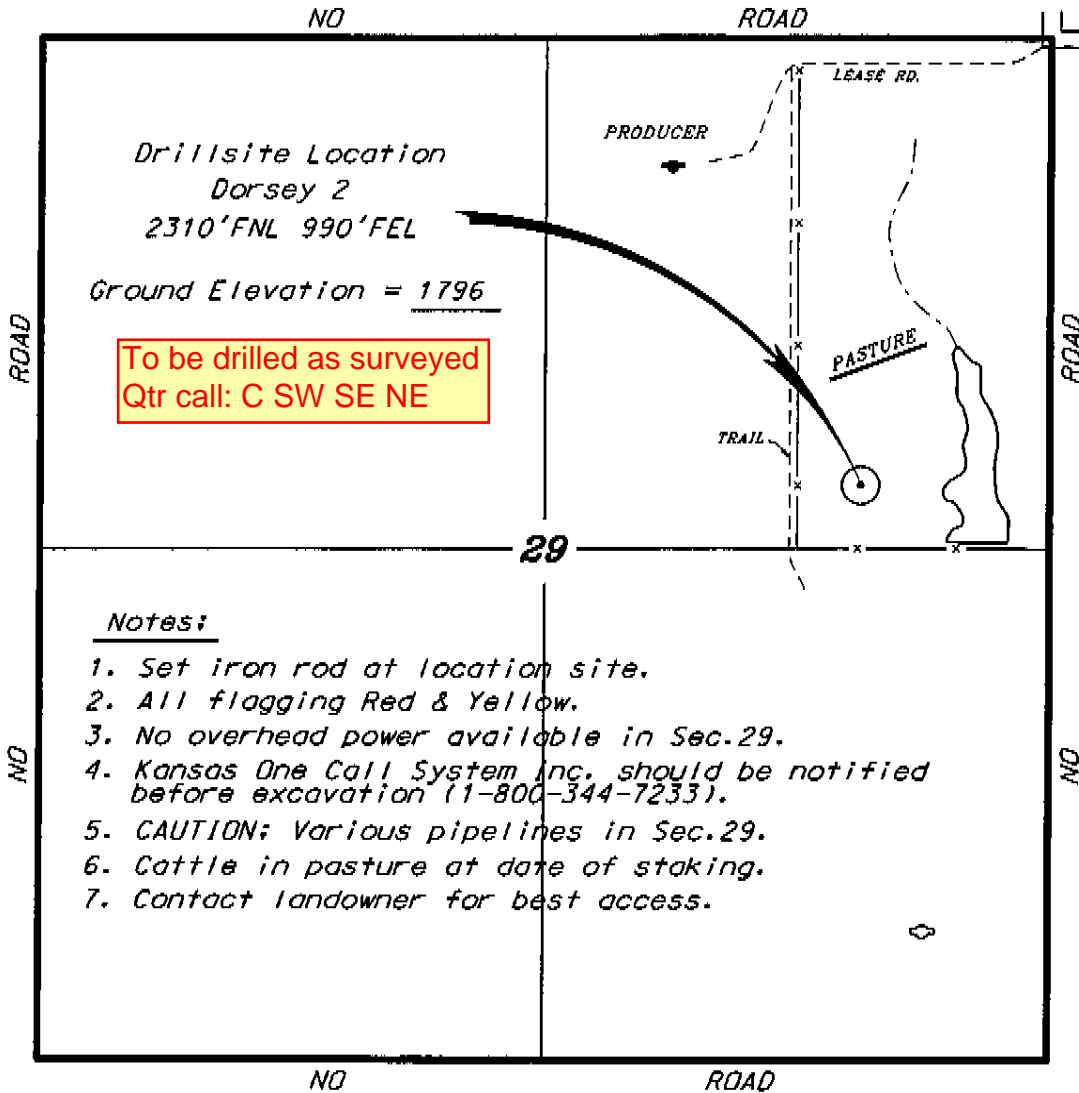 NO ROAD
LEASE RD.
PRODUCER
Drillsite Location
Dorsey 2
2310'FNL 990'FEL
Ground Elevation = 1796
To be drilled as surveyed
Qtr call: C SW SE NE
ROAD
ROAD
PASTURE
TRAIL
29
Notes:
1. Set iron rod at location site.
2. All flagging Red & Yellow.
3. No overhead power available in Sec.29.
4. Kansas One Call System Inc. should be notified
before excavation (1-800-344-7233).
5. CAUTION: Various pipelines in Sec.29.
6. Cattle in pasture at date of staking.
7. Contact landowner for best access.
NO
NO
NO ROAD